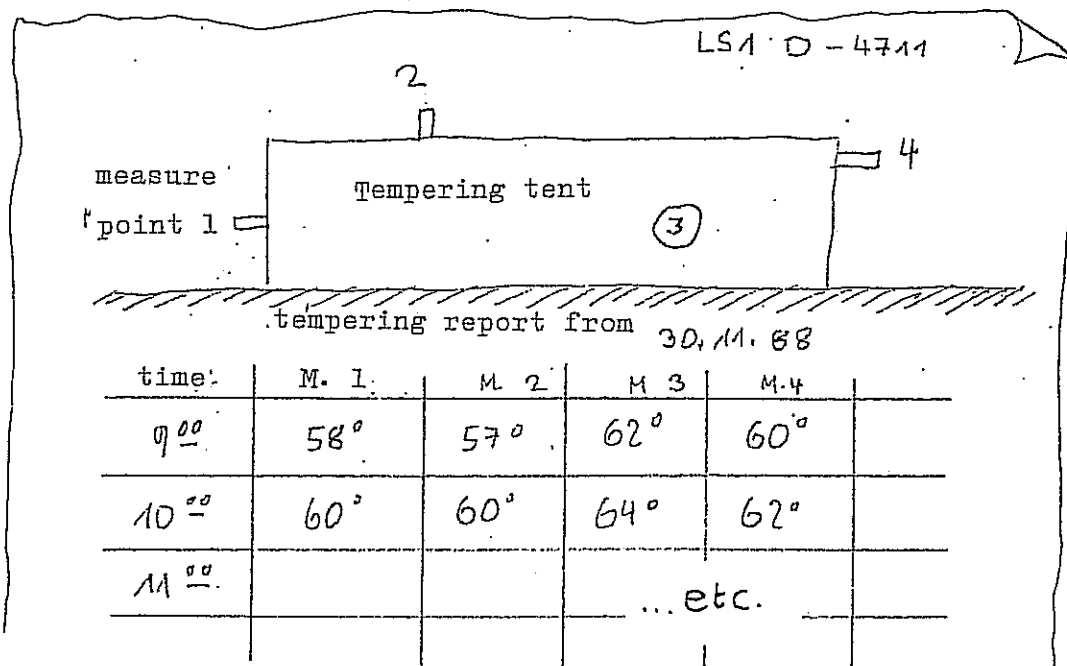 LS1 D - 4711
2
4
measure
point 1
Tempering tent
3
tempering report from 30.11.88
time M. 1 M 2 M 3 M.4
9 00 58° 57° 62° 60°
10 00 60° 60° 64° 62°
11 00
...etc.